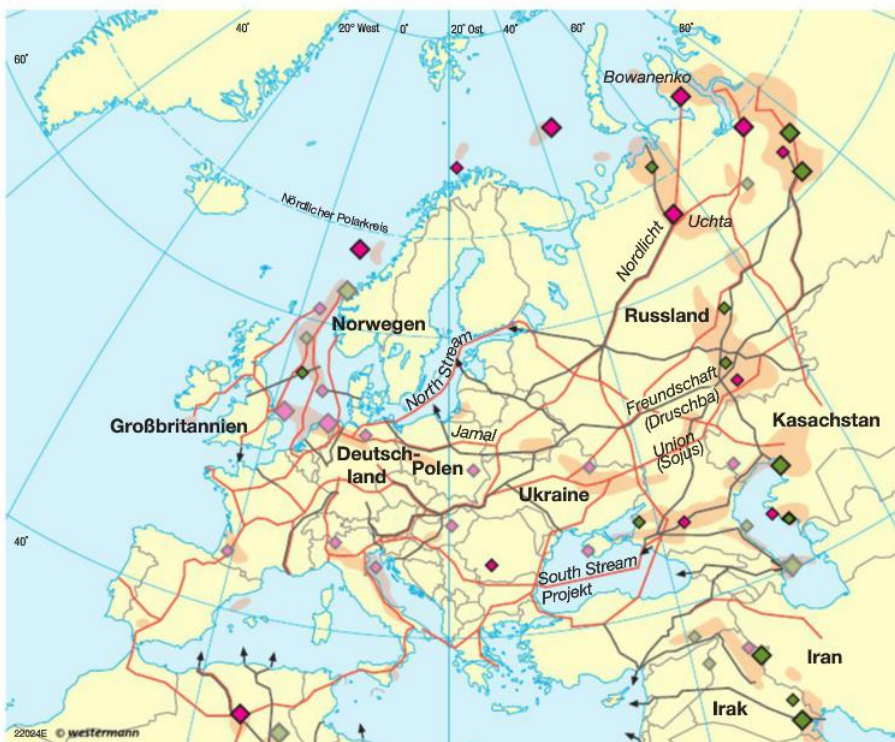 40°
20° West
0°
20° Ost
40°
60°
80°
60°
Bowanenko
Nördlicher Polarkreis
Uchta
Nordlicht
Norwegen
Russland
North Stream
Freundschaft
(Druschba)
Großbritannien
Jamal
Kasachstan
Deutsch-
land
Polen
Union
(Sojus)
Ukraine
40°
South Stream
Projekt
Iran
Irak
22024E © westermann